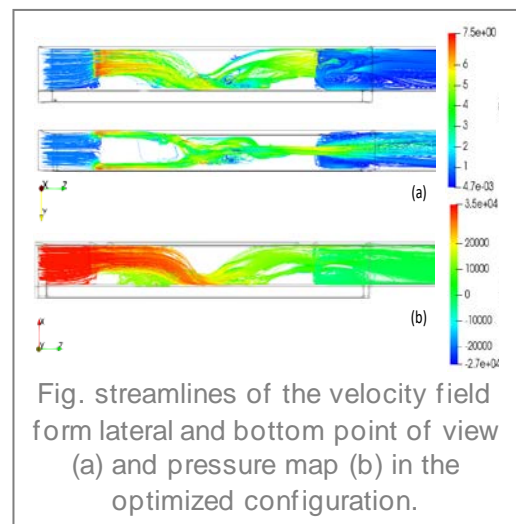 7.5e+00
6
5
4
3
2
1
4.7e-03
(a)
X Z
Y
3.5e+04
20000
10000
0
-10000
-20000
-2.7e+04
(b)
X
Y Z
Fig. streamlines of the velocity field
form lateral and bottom point of view
(a) and pressure map (b) in the
optimized configuration.